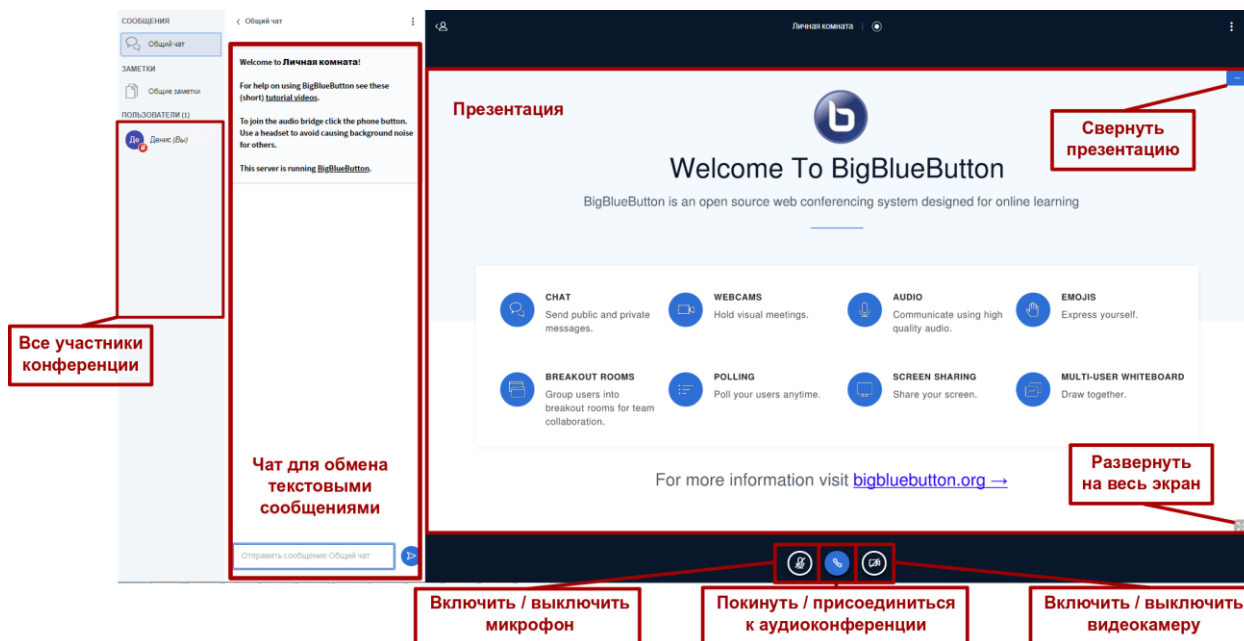 СООБЩЕНИЯ
Общий чат
ЗАМЕТКИ
Общие заметки
ПОЛЬЗОВАТЕЛИ (1)
Де
Денис (Вы)
Все участники
конференции
Общий чат
Welcome to Личная комната!
For help on using BigBlueButton see these
(short) tutorial videos.
To join the audio bridge click the phone button.
Use a headset to avoid causing background noise
for others.
This server is running BigBlueButton.
Чат для обмена
текстовыми
сообщениями
Отправить сообщение Общий чат
Личная комната
Презентация
b
Свернуть
презентацию
Welcome To BigBlueButton
BigBlueButton is an open source web conferencing system designed for online learning
CHAT
Send public and private
messages.
WEBCAMS
Hold visual meetings.
AUDIO
Communicate using high
quality audio.
EMOJIS
Express yourself.
BREAKOUT ROOMS
Group users into
breakout rooms for team
collaboration.
POLLING
Poll your users anytime.
SCREEN SHARING
Share your screen.
MULTI-USER WHITEBOARD
Draw together.
For more information visit bigbluebutton.org →
Развернуть
на весь экран
Включить / выключить
микрофон
Покинуть / присоединиться
к аудиоконференции
Включить / выключить
видеокамеру